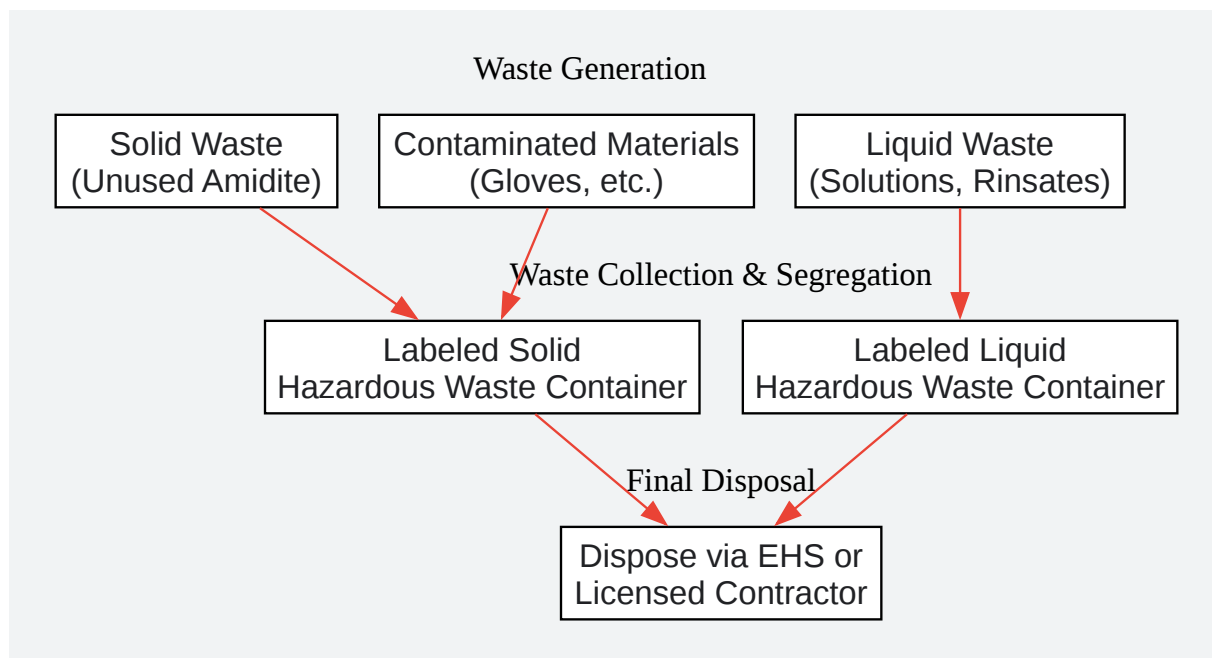 Waste Generation
Solid Waste
(Unused Amidite)
Contaminated Materials
(Gloves, etc.)
Liquid Waste
(Solutions, Rinsates)
Waste Collection & Segregation
Labeled Solid
Hazardous Waste Container
Labeled Liquid
Hazardous Waste Container
Final Disposal
Dispose via EHS or
Licensed Contractor